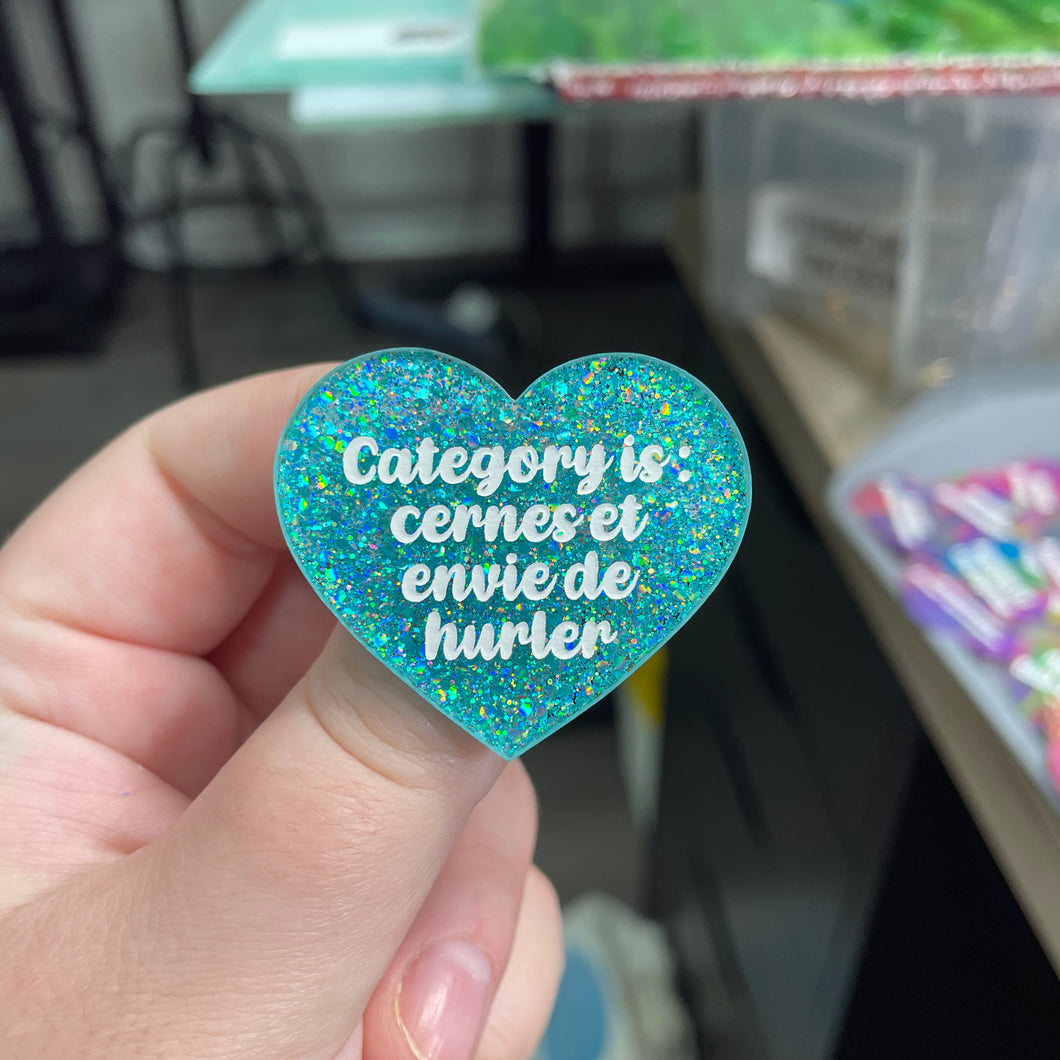 Category is :
cernes et
envie de
hurler